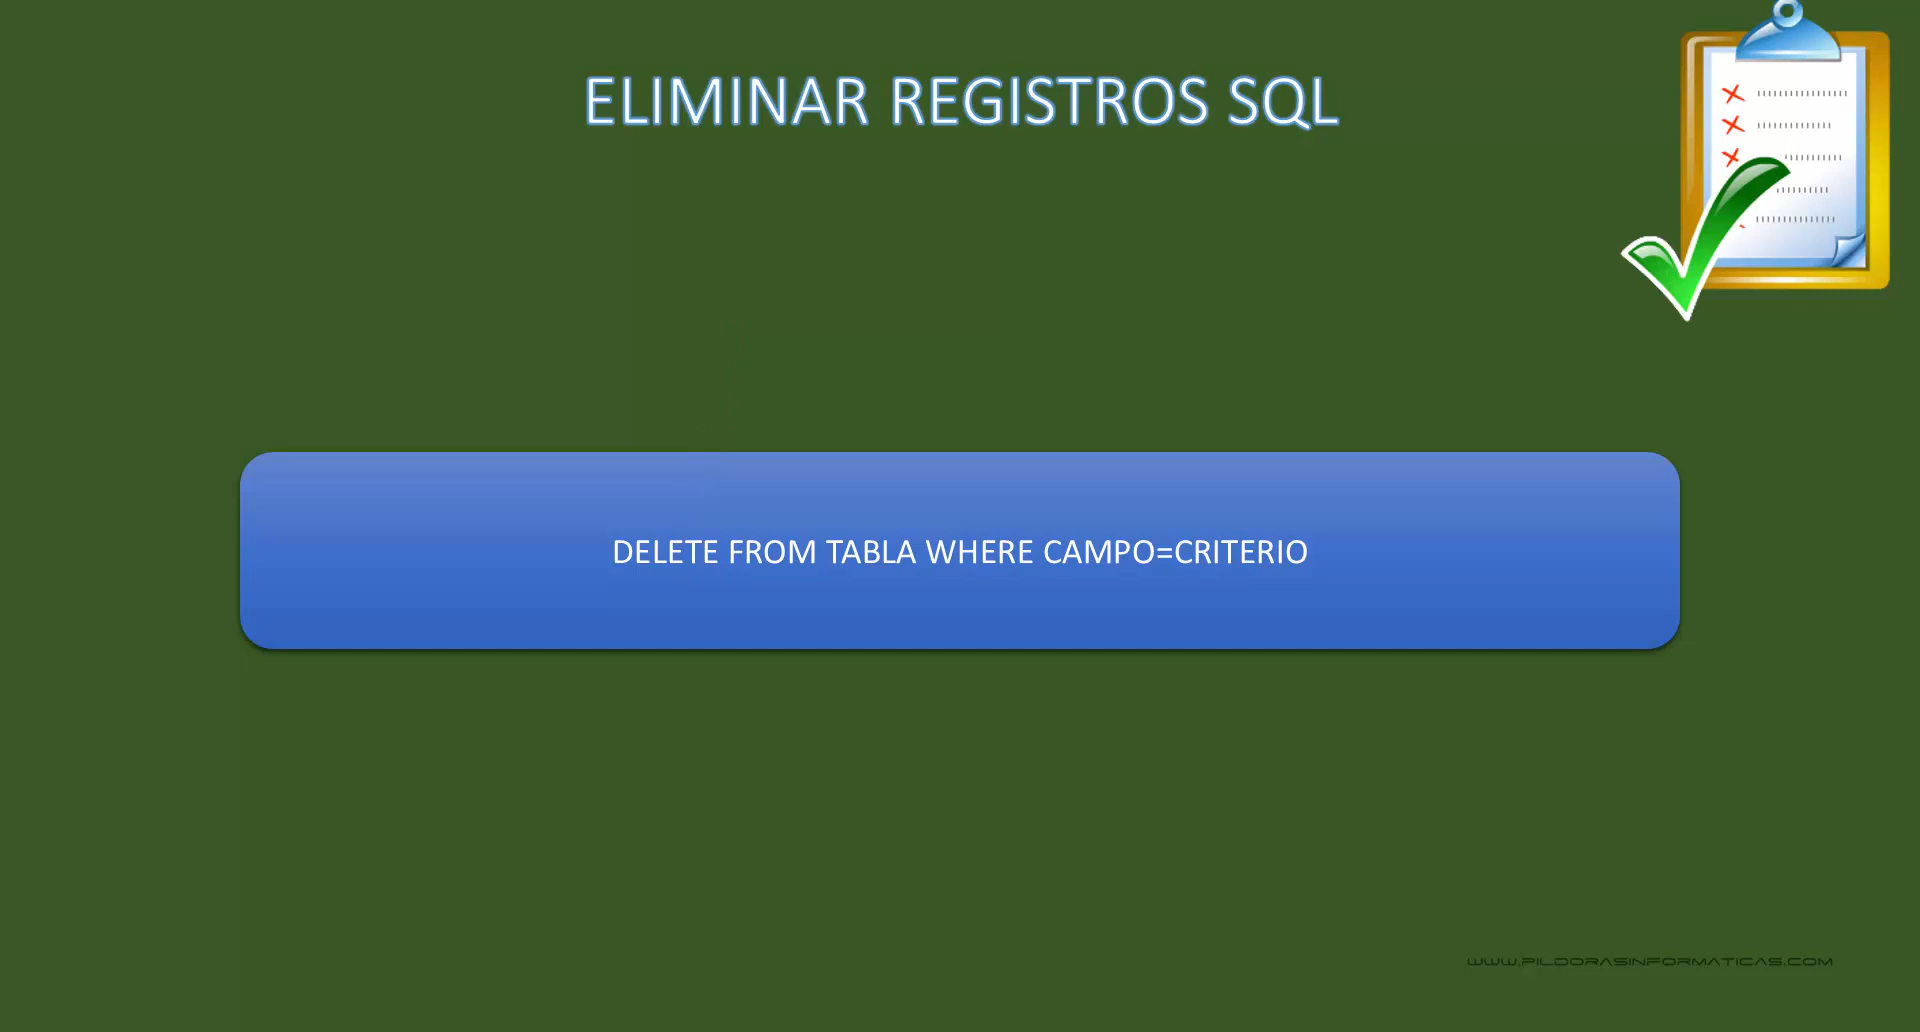 ELIMINAR REGISTROS SQL
DELETE FROM TABLA WHERE CAMPO=CRITERIO
WWW.PILDORASINFORMATICAS.COM